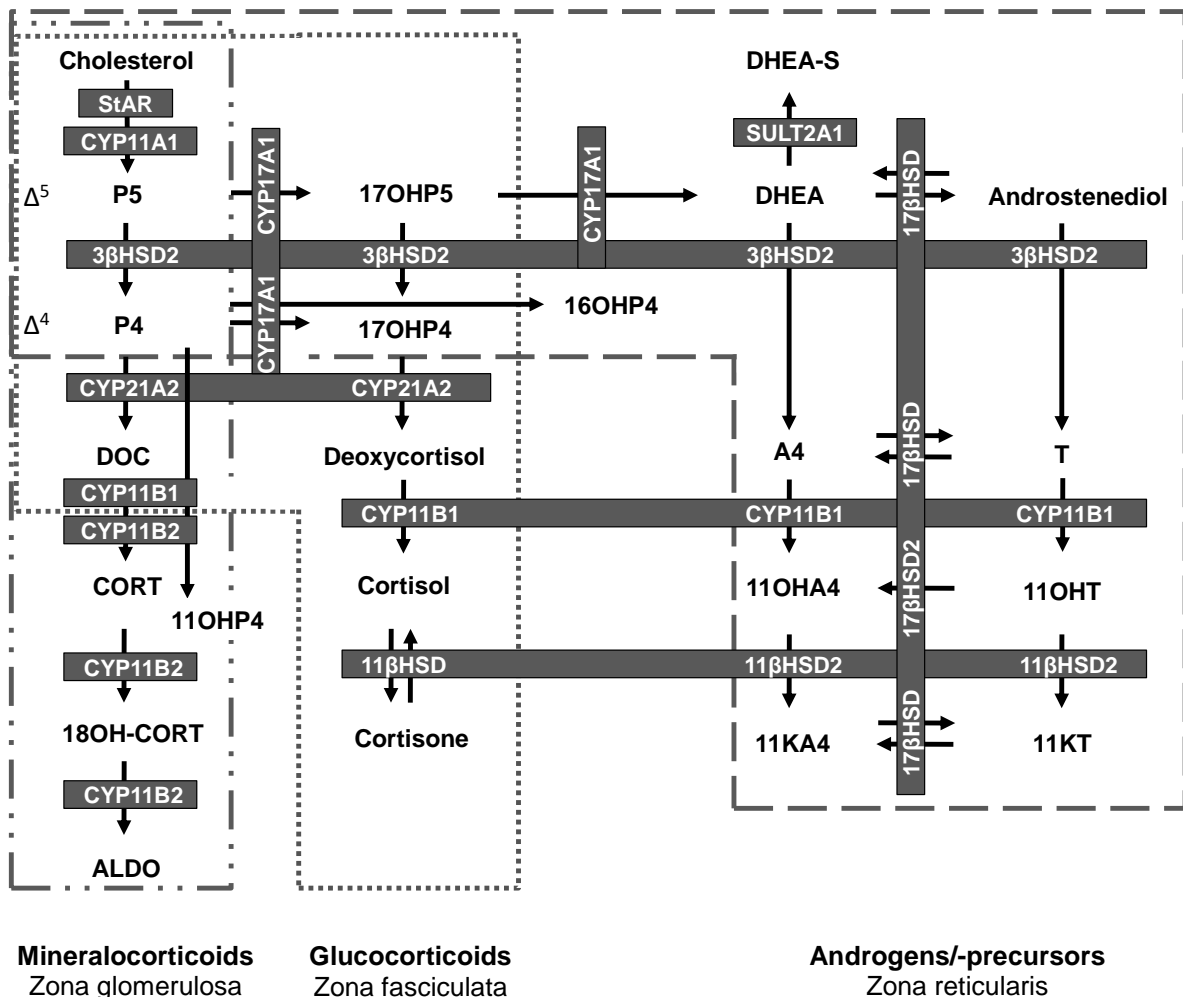 Cholesterol
DHEA-S
StAR
CYP11A1
SULT2A1
CYP17A1
CYP17A1
17βHSD
Δ⁵
P5
17OHP5
DHEA
Androstenediol
3βHSD2
3βHSD2
3βHSD2
3βHSD2
CYP17A1
16OHP4
Δ⁴
P4
17OHP4
CYP21A2
CYP21A2
17βHSD
DOC
Deoxycortisol
A4
T
CYP11B1
CYP11B1
CYP11B1
CYP11B1
CYP11B2
17βHSD2
CORT
Cortisol
11OHA4
11OHT
11OHP4
CYP11B2
11βHSD
11βHSD2
11βHSD2
18OH-CORT
Cortisone
11KA4
17βHSD
11KT
CYP11B2
ALDO
Mineralocorticoids
Zona glomerulosa
Glucocorticoids
Zona fasciculata
Androgens/-precursors
Zona reticularis